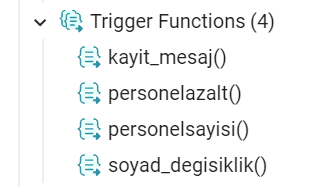 Trigger Functions (4)
kayit_mesaj()
personelazalt()
personelsayisi()
soyad_degisiklik()